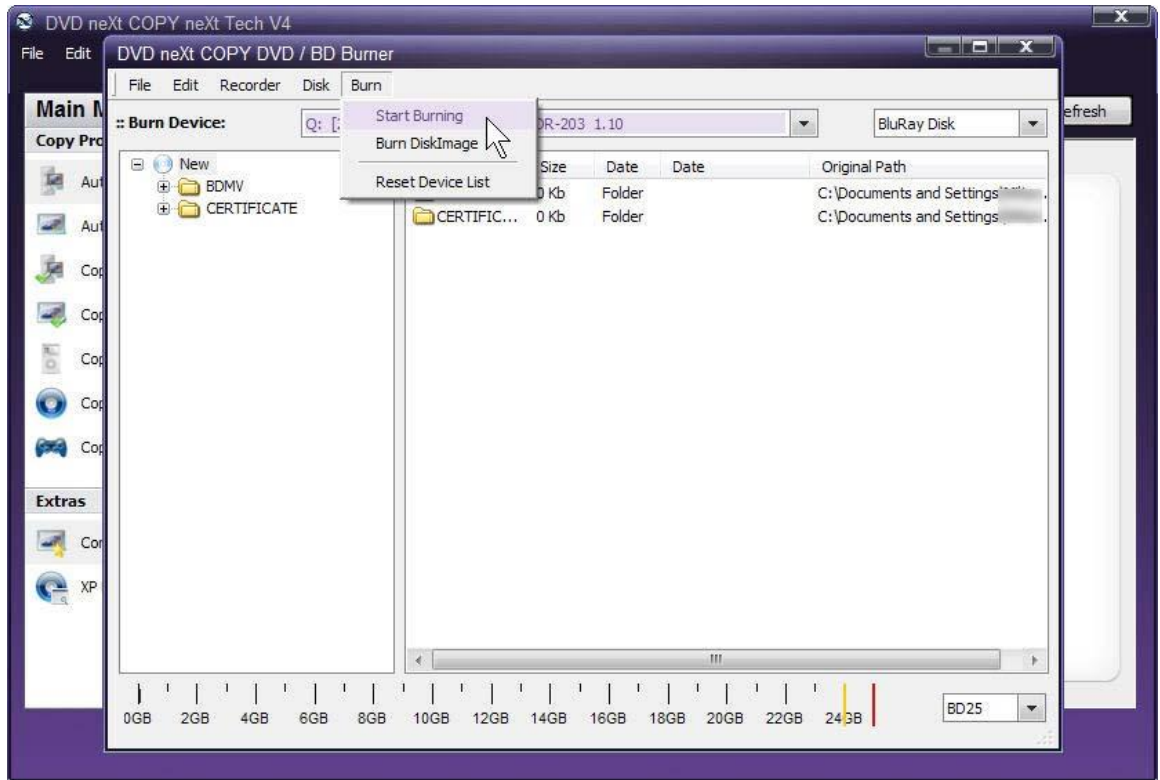 DVD neXt COPY neXt Tech V4
X
File Edit
DVD neXt COPY DVD / BD Burner
X
File Edit Recorder Disk Burn
Main
Refresh
:: Burn Device:
Q:
DR-203 1.10
BluRay Disk
Start Burning
Burn DiskImage
Reset Device List
Copy
New
Size Date Date Original Path
BDMV
0 Kb Folder C:\Documents and Settings
CERTIFICATE
CERTIFIC... 0 Kb Folder C:\Documents and Settings
Extras
XP
0GB 2GB 4GB 6GB 8GB 10GB 12GB 14GB 16GB 18GB 20GB 22GB 24GB
BD25